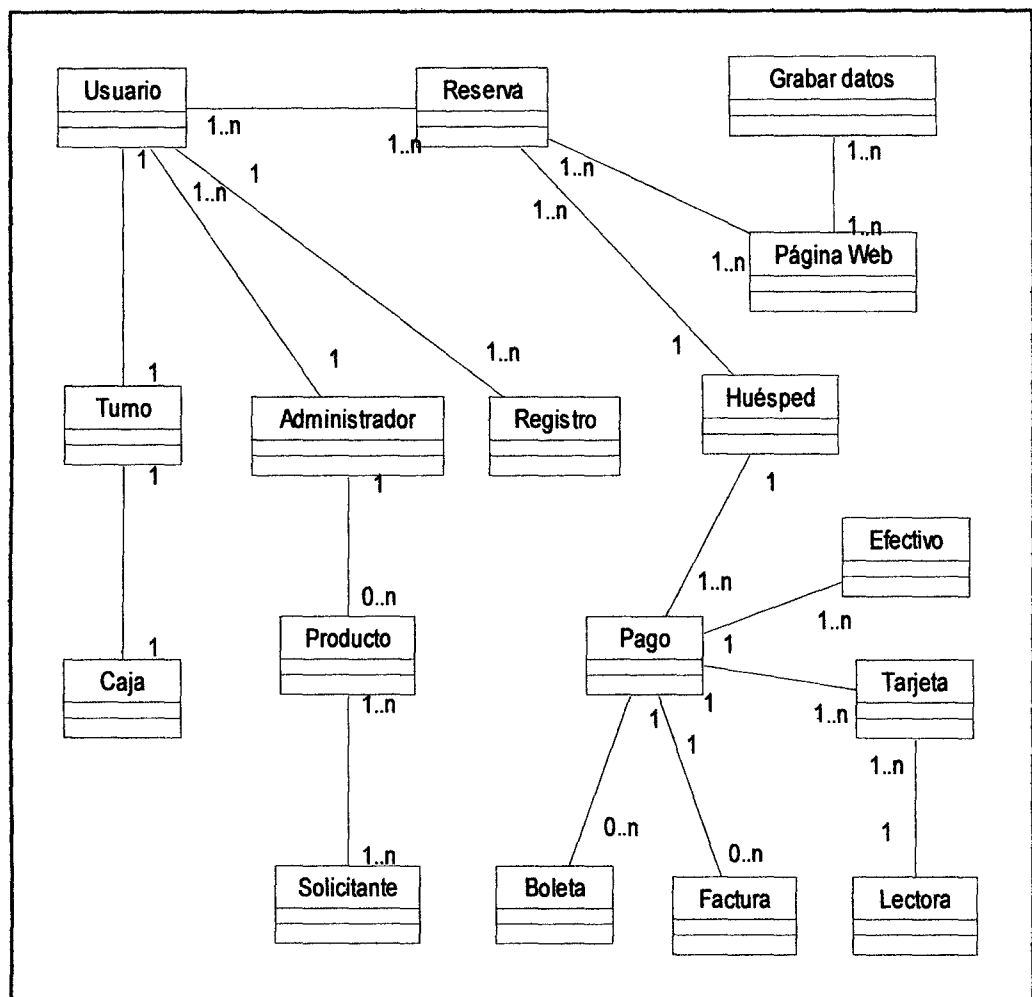 Usuario
Reserva
Grabar datos
1..n
1..n
1..n
1
1..n
1
1..n
1..n
1..n
1..n
Página Web
1
1..n
1
1
Turno
Administrador
Registro
Huésped
1
1
1
Efectivo
0..n
1..n
1..n
Producto
Pago
1
1
Caja
Tarjeta
1..n
1
1..n
1
1
1..n
0..n
0..n
1
1..n
Solicitante
Boleta
Factura
Lectora